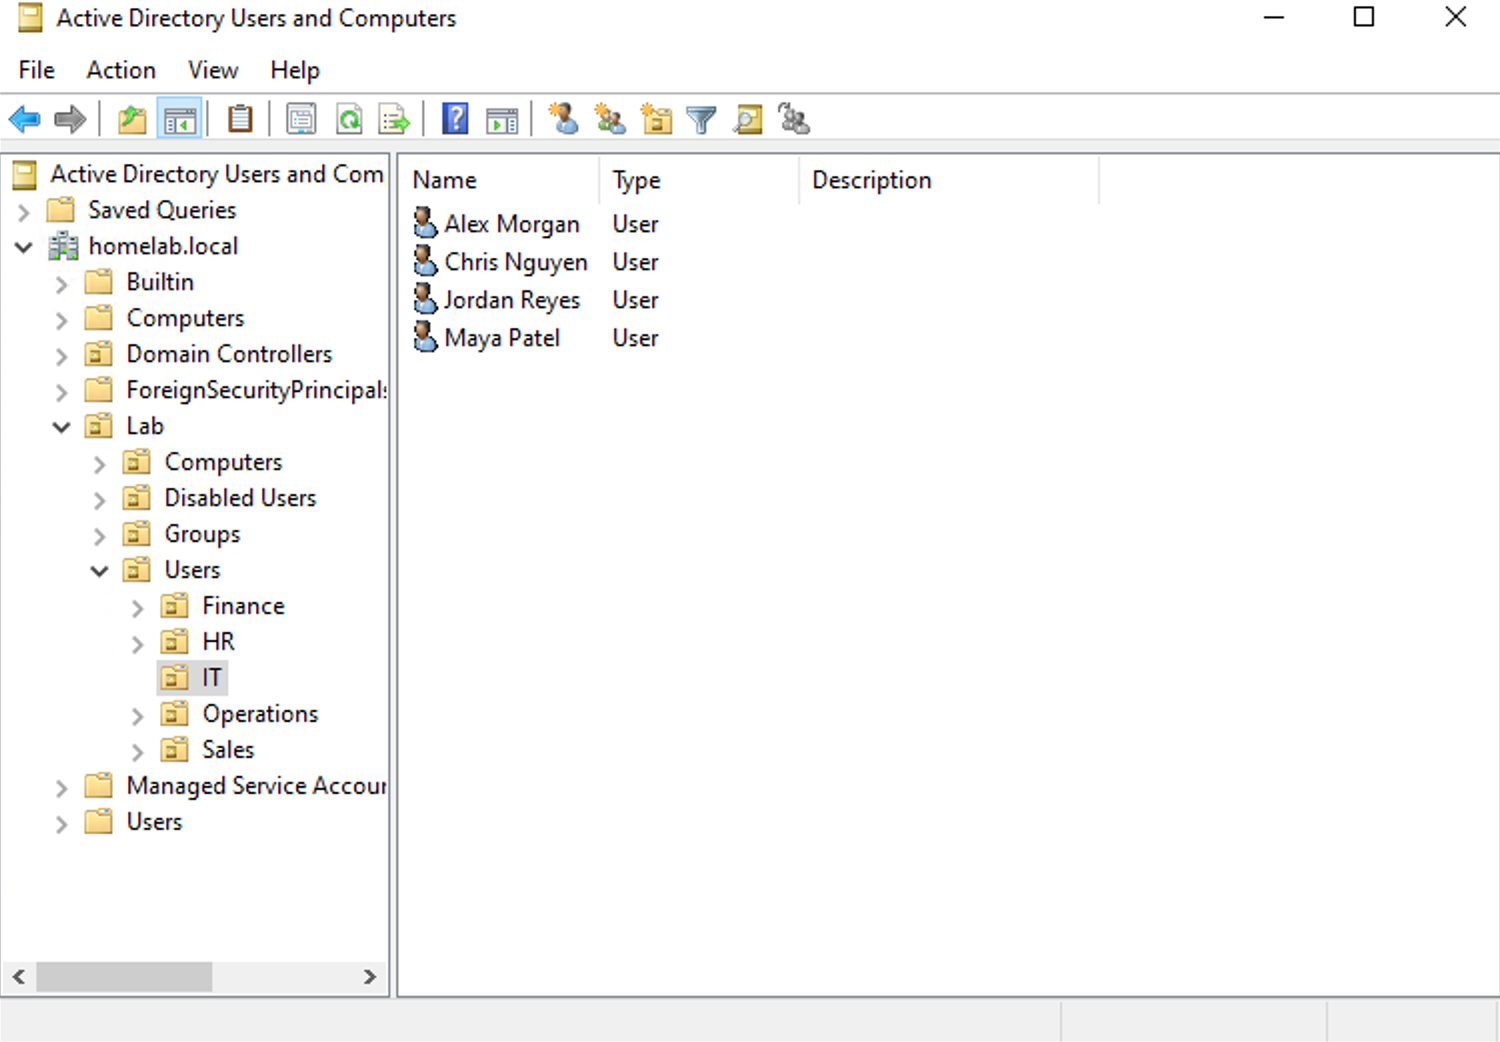 Active Directory Users and Computers
File Action View Help
Active Directory Users and Com
Saved Queries
homelab.local
Builtin
Computers
Domain Controllers
ForeignSecurityPrincipals
Lab
Computers
Disabled Users
Groups
Users
Finance
HR
IT
Operations
Sales
Managed Service Accour
Users
Name Type Description
Alex Morgan User
Chris Nguyen User
Jordan Reyes User
Maya Patel User